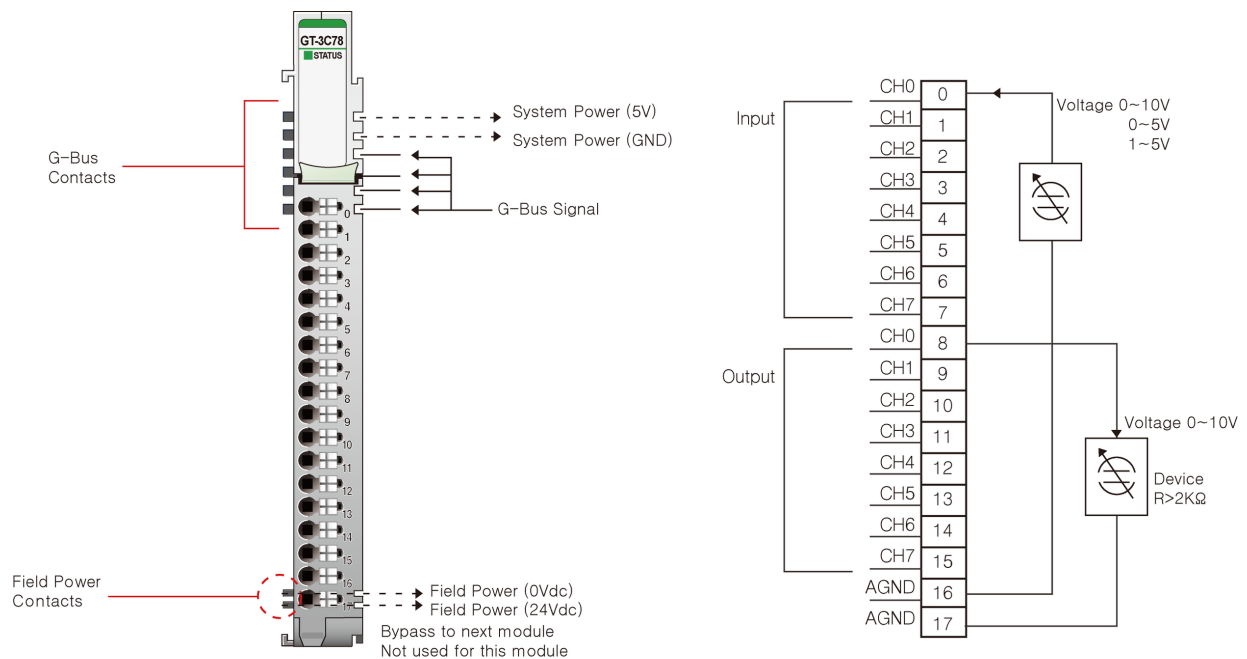 GT-3C78
STATUS
System Power (5V)
System Power (GND)
G-Bus
Contacts
G-Bus Signal
0
1
2
3
4
5
6
7
8
9
10
11
12
13
14
15
16
Field Power
Contacts
Field Power (0Vdc)
Field Power (24Vdc)
Bypass to next module
Not used for this module
Input
CH0 0
CH1 1
CH2 2
CH3 3
CH4 4
CH5 5
CH6 6
CH7 7
Output
CH0 8
CH1 9
CH2 10
CH3 11
CH4 12
CH5 13
CH6 14
CH7 15
AGND 16
AGND 17
Voltage 0~10V
0~5V
1~5V
Voltage 0~10V
Device
R>2KΩ